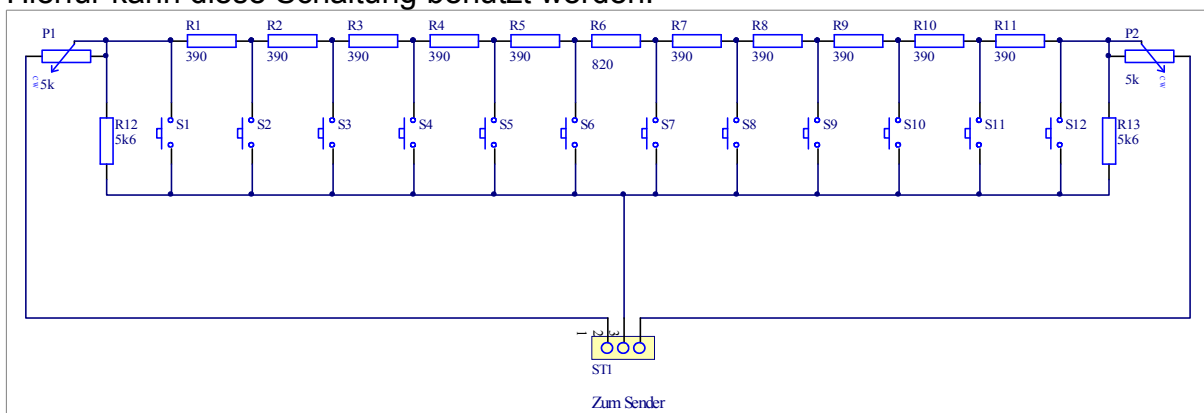 Hierfür kann diese Schaltung benutzt werden:
P1 R1 R2 R3 R4 R5 R6 R7 R8 R9 R10 R11 P2
390 390 390 390 390 820 390 390 390 390 390
cw 5k 5k cw
R12 S1 S2 S3 S4 S5 S6 S7 S8 S9 S10 S11 S12 R13
5k6 5k6
1 2 3
ST1
Zum Sender